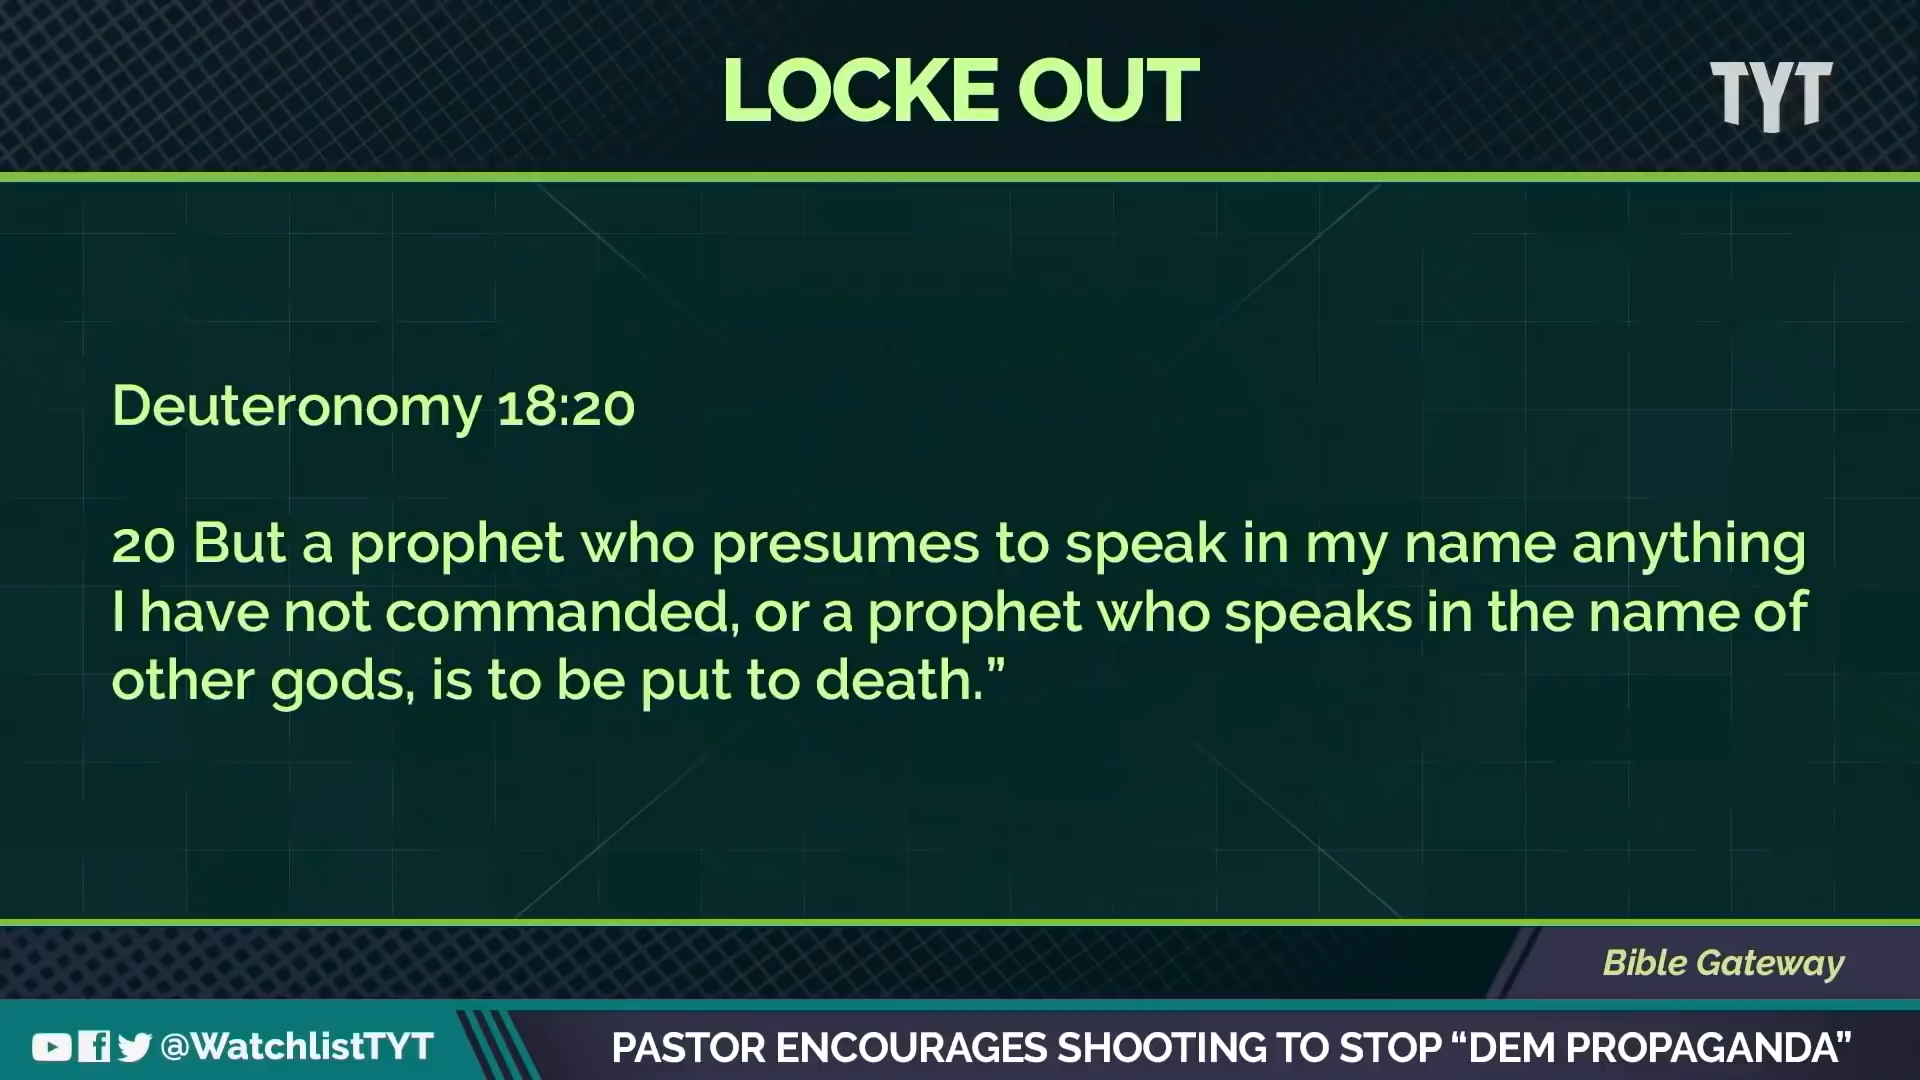 LOCKE OUT
TYT
Deuteronomy 18:20
20 But a prophet who presumes to speak in my name anything
I have not commanded, or a prophet who speaks in the name of
other gods, is to be put to death.”
Bible Gateway
@WatchlistTYT
PASTOR ENCOURAGES SHOOTING TO STOP “DEM PROPAGANDA”